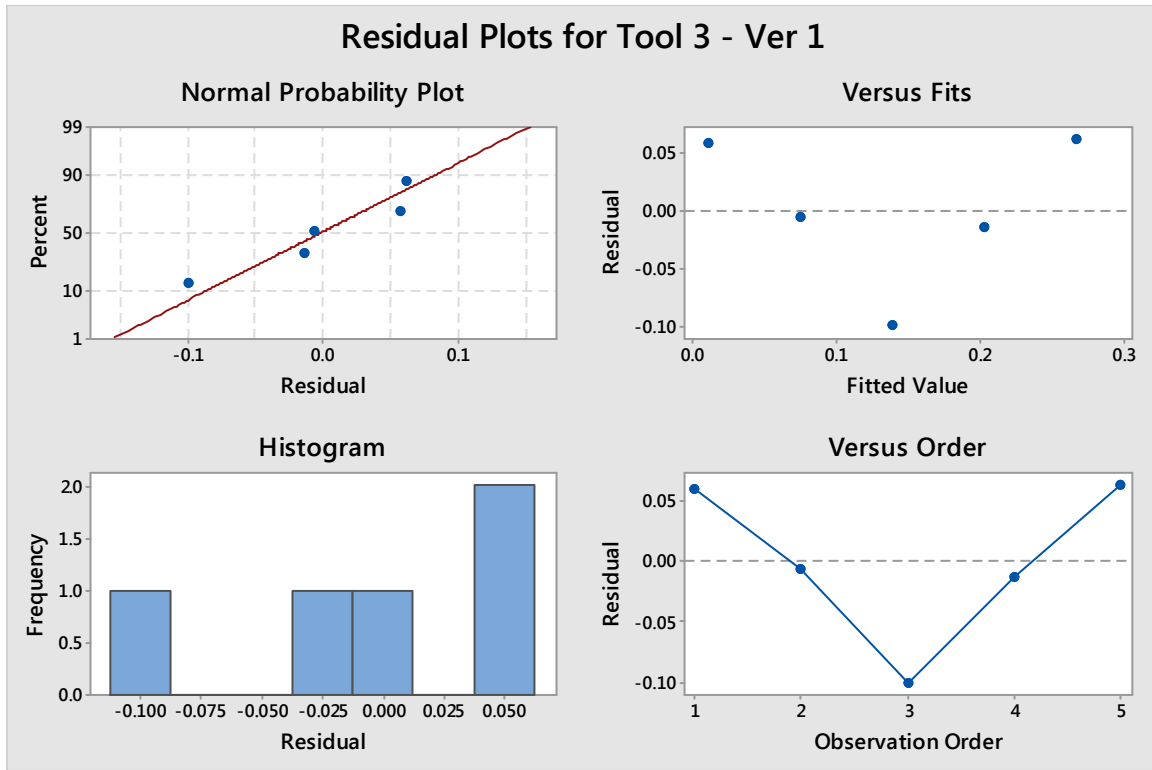 Residual Plots for Tool 3 - Ver 1
Normal Probability Plot
99
90
50
10
1
Percent
-0.1
0.0
0.1
Residual
Versus Fits
0.05
0.00
-0.05
-0.10
Residual
0.0
0.1
0.2
0.3
Fitted Value
Histogram
2.0
1.5
1.0
0.5
0.0
Frequency
-0.100 -0.075 -0.050 -0.025 0.000 0.025 0.050
Residual
Versus Order
0.05
0.00
-0.05
-0.10
Residual
1
2
3
4
5
Observation Order